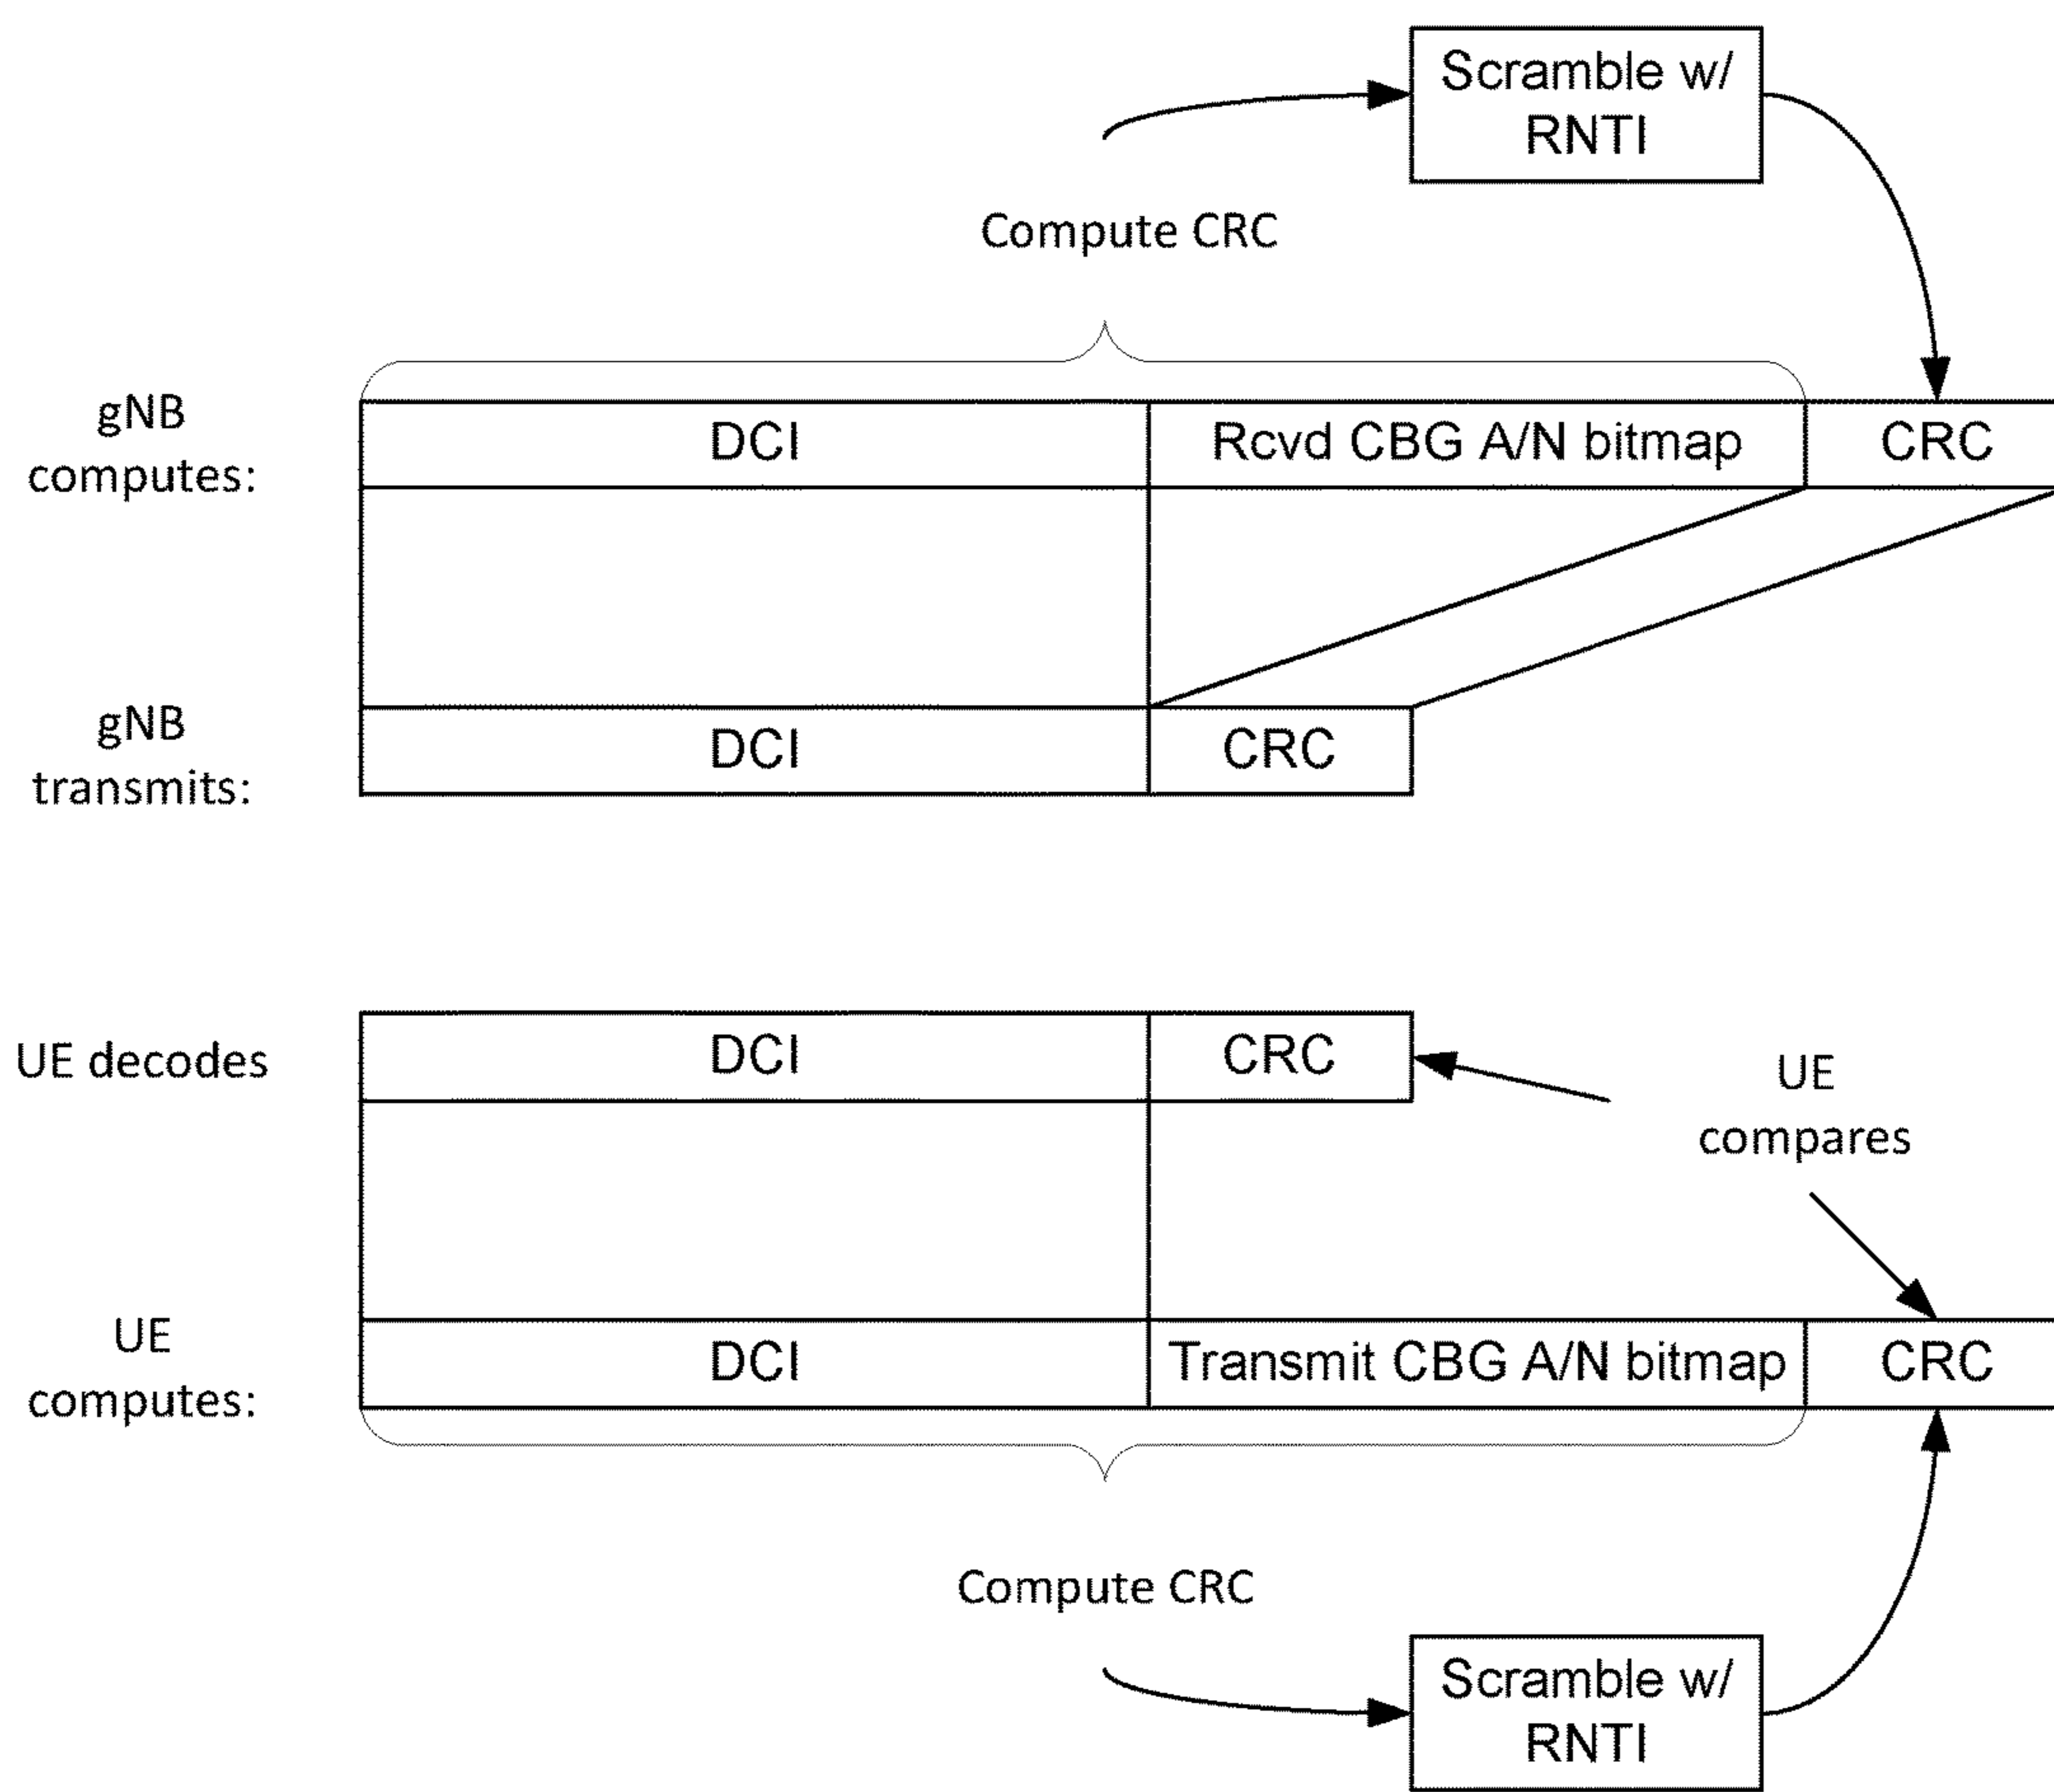 Scramble w/
RNTI
Compute CRC
gNB
computes:
DCI
Rcvd CBG A/N bitmap
CRC
gNB
transmits:
DCI
CRC
UE decodes
DCI
CRC
UE
compares
UE
computes:
DCI
Transmit CBG A/N bitmap
CRC
Compute CRC
Scramble w/
RNTI